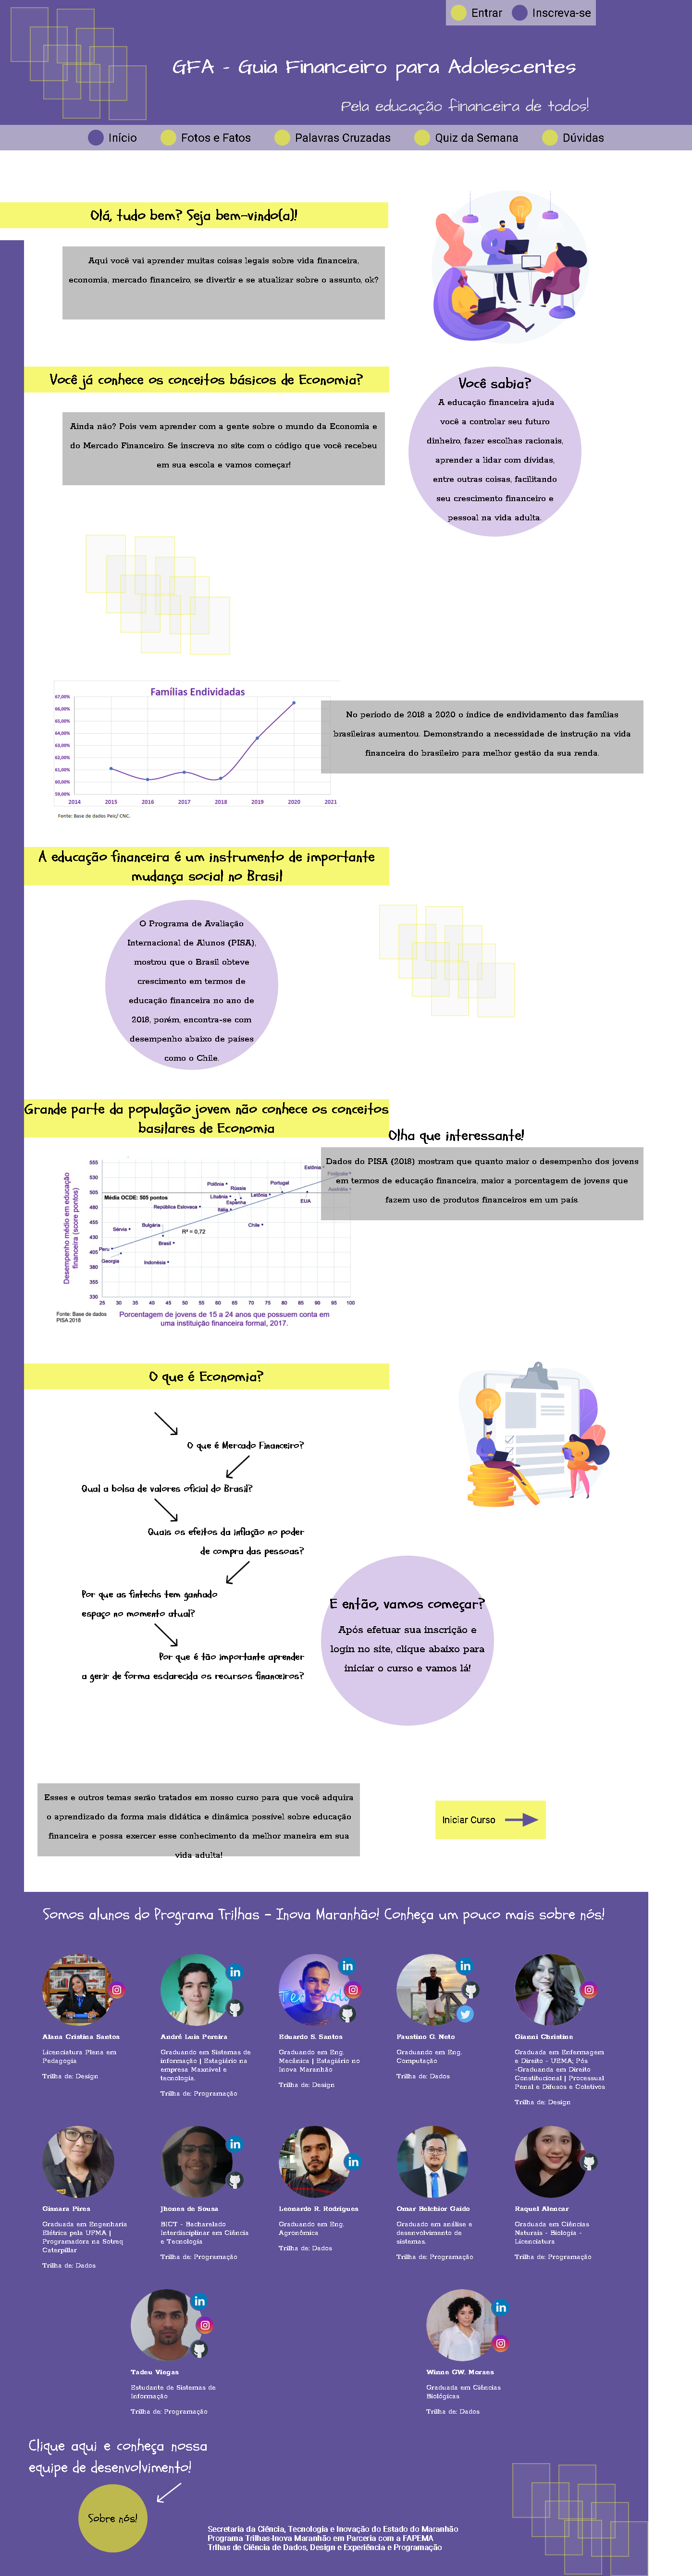 Entrar
Inscreva-se
GFA - Guia Financeiro para Adolescentes
Pela educação financeira de todos!
Início
Fotos e Fatos
Palavras Cruzadas
Quiz da Semana
Dúvidas
Olá, tudo bem? Seja bem-vindo(a)!
Aqui você vai aprender muitas coisas legais sobre vida financeira,
economia, mercado financeiro, se divertir e se atualizar sobre o assunto, ok?
Você já conhece os conceitos básicos de Economia?
Ainda não? Pois vem aprender com a gente sobre o mundo da Economia e
do Mercado Financeiro. Se inscreva no site com o código que você recebeu
em sua escola e vamos começar!
Você sabia?
A educação financeira ajuda
você a controlar seu futuro
dinheiro, fazer escolhas racionais,
aprender a lidar com dívidas,
entre outras coisas, facilitando
seu crescimento financeiro e
pessoal na vida adulta.
Famílias Endividadas
67,00%
66,00%
65,00%
64,00%
63,00%
62,00%
61,00%
60,00%
59,00%
2014 2015 2016 2017 2018 2019 2020 2021
Fonte: Base de dados Peic/ CNC.
No período de 2018 a 2020 o índice de endividamento das famílias
brasileiras aumentou. Demonstrando a necessidade de instrução na vida
financeira do brasileiro para melhor gestão da sua renda.
A educação financeira é um instrumento de importante
mudança social no Brasil
O Programa de Avaliação
Internacional de Alunos (PISA),
mostrou que o Brasil obteve
crescimento em termos de
educação financeira no ano de
2018, porém, encontra-se com
desempenho abaixo de países
como o Chile.
Grande parte da população jovem não conhece os conceitos
basilares de Economia
Olha que interessante!
Dados do PISA (2018) mostram que quanto maior o desempenho dos jovens
em termos de educação financeira, maior a porcentagem de jovens que
fazem uso de produtos financeiros em um país.
Desempenho médio em educação
financeira (score pontos)
555
530
505
480
455
430
405
380
355
330
Média OCDE: 505 pontos
Estônia
Finlândia
Austrália
Polônia
Rússia
Portugal
Lituânia
Letônia
Espanha
EUA
República Eslovaca
Itália
Sérvia
Bulgária
Chile
R² = 0,72
Brasil
Peru
Georgia
Indonésia
25 30 35 40 45 50 55 60 65 70 75 80 85 90 95 100
Fonte: Base de dados
PISA 2018
Porcentagem de jovens de 15 a 24 anos que possuem conta em
uma instituição financeira formal, 2017.
O que é Economia?
O que é Mercado Financeiro?
Qual a bolsa de valores oficial do Brasil?
Quais os efeitos da inflação no poder
de compra das pessoas?
Por que as fintechs tem ganhado
espaço no momento atual?
Por que é tão importante aprender
a gerir de forma esclarecida os recursos financeiros?
E então, vamos começar?
Após efetuar sua inscrição e
login no site, clique abaixo para
iniciar o curso e vamos lá!
Esses e outros temas serão tratados em nosso curso para que você adquira
o aprendizado da forma mais didática e dinâmica possível sobre educação
financeira e possa exercer esse conhecimento da melhor maneira em sua
vida adulta!
Iniciar Curso
Somos alunos do Programa Trilhas - Inova Maranhão! Conheça um pouco mais sobre nós!
Alana Cristina Santos
Licenciatura Plena em
Pedagogia
Trilha de: Design
André Luis Pereira
Graduando em Sistemas de
informação | Estagiário na
empresa Maxnivel e
tecnologia.
Trilha de: Programação
Eduardo S. Santos
Graduando em Eng.
Mecânica | Estagiário no
Inova Maranhão
Trilha de: Design
Faustino G. Neto
Graduando em Eng.
Computação
Trilha de: Dados
Gianni Christine
Graduada em Enfermagem
e Direito - UEMA; Pós
-Graduanda em Direito
Constitucional | Processual
Penal e Difusos e Coletivos
Trilha de: Design
Ginnara Pires
Graduada em Engenharia
Elétrica pela UFMA |
Programadora na Sotreq
Caterpillar
Trilha de: Dados
Jhones de Sousa
BICT - Bacharelado
Interdisciplinar em Ciência
e Tecnologia
Trilha de: Programação
Leonardo R. Rodrigues
Graduando em Eng.
Agronômica
Trilha de: Dados
Omar Belchior Gaido
Graduado em análise e
desenvolvimento de
sistemas.
Trilha de: Programação
Raquel Alencar
Graduada em Ciências
Naturais - Biologia -
Licenciatura
Trilha de: Programação
Tadeu Viegas
Estudante de Sistemas de
Informação
Trilha de: Programação
Winne GW. Moraes
Graduada em Ciências
Biológicas
Trilha de: Dados
Clique aqui e conheça nossa
equipe de desenvolvimento!
Sobre nós!
Secretaria da Ciência, Tecnologia e Inovação do Estado do Maranhão
Programa Trilhas-Inova Maranhão em Parceria com a FAPEMA
Trlhas de Ciência de Dados, Design e Experiência e Programação